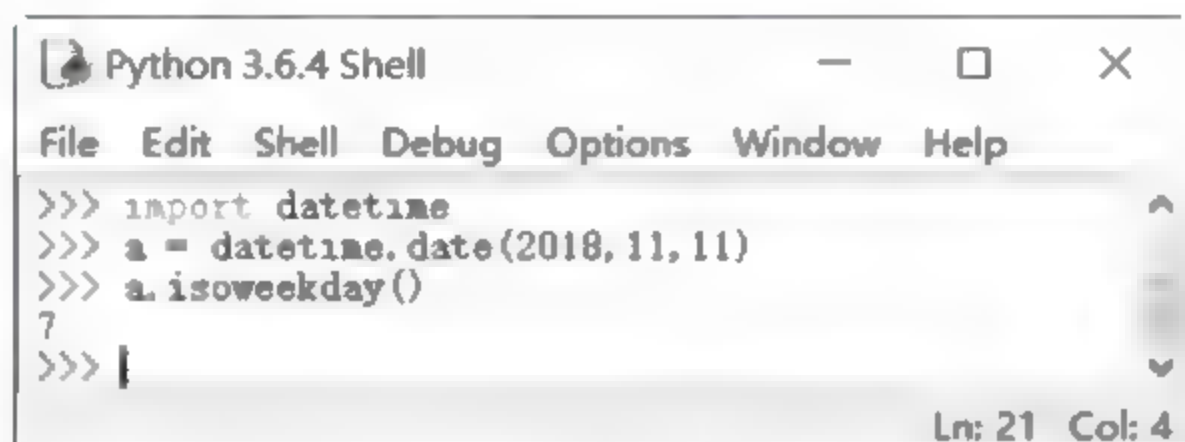 Python 3.6.4 Shell
File Edit Shell Debug Options Window Help
>>> import datetime
>>> a = datetime.date(2018,11,11)
>>> a.isoweekday()
7
>>>
Ln: 21 Col: 4